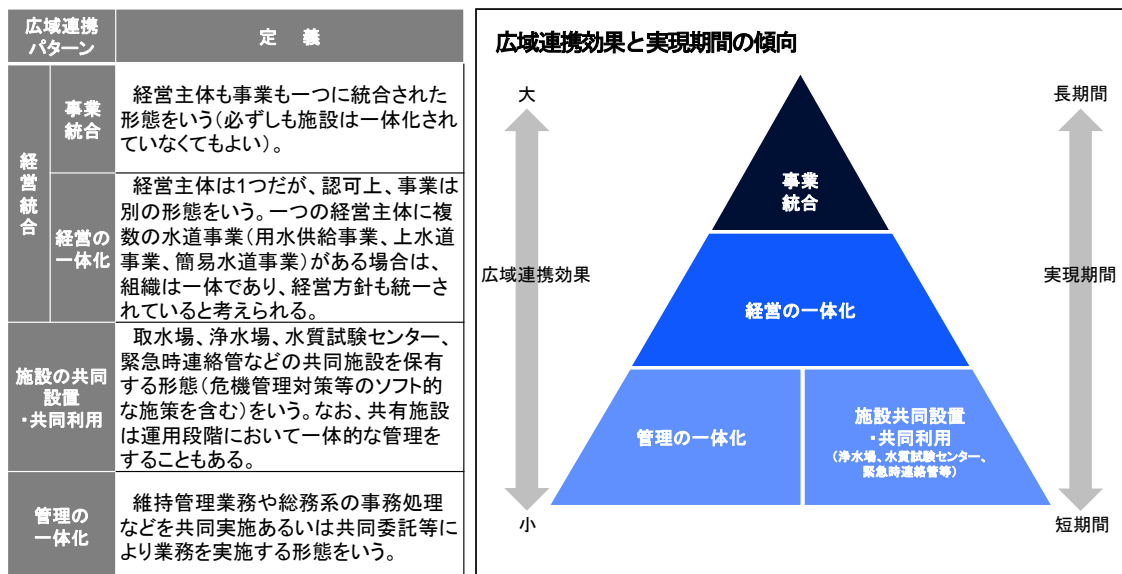 広域連携
パターン
定　義
経営統合
事業
統合
経営主体も事業も一つに統合された
形態をいう（必ずしも施設は一体化され
ていなくてもよい）。
経営の
一体化
経営主体は1つだが、認可上、事業は
別の形態をいう。一つの経営主体に複
数の水道事業（用水供給事業、上水道
事業、簡易水道事業）がある場合は、
組織は一体であり、経営方針も統一さ
れていると考えられる。
施設の共同
設置
・共同利用
取水場、浄水場、水質試験センター、
緊急時連絡管などの共同施設を保有
する形態（危機管理対策等のソフト的
な施策を含む）をいう。なお、共有施設
は運用段階において一体的な管理を
することもある。
管理の
一体化
維持管理業務や総務系の事務処理
などを共同実施あるいは共同委託等に
より業務を実施する形態をいう。
広域連携効果と実現期間の傾向
大
広域連携効果
小
事業
統合
経営の一体化
管理の一体化
施設共同設置
・共同利用
（浄水場、水質試験センター、
緊急時連絡管等）
長期間
実現期間
短期間